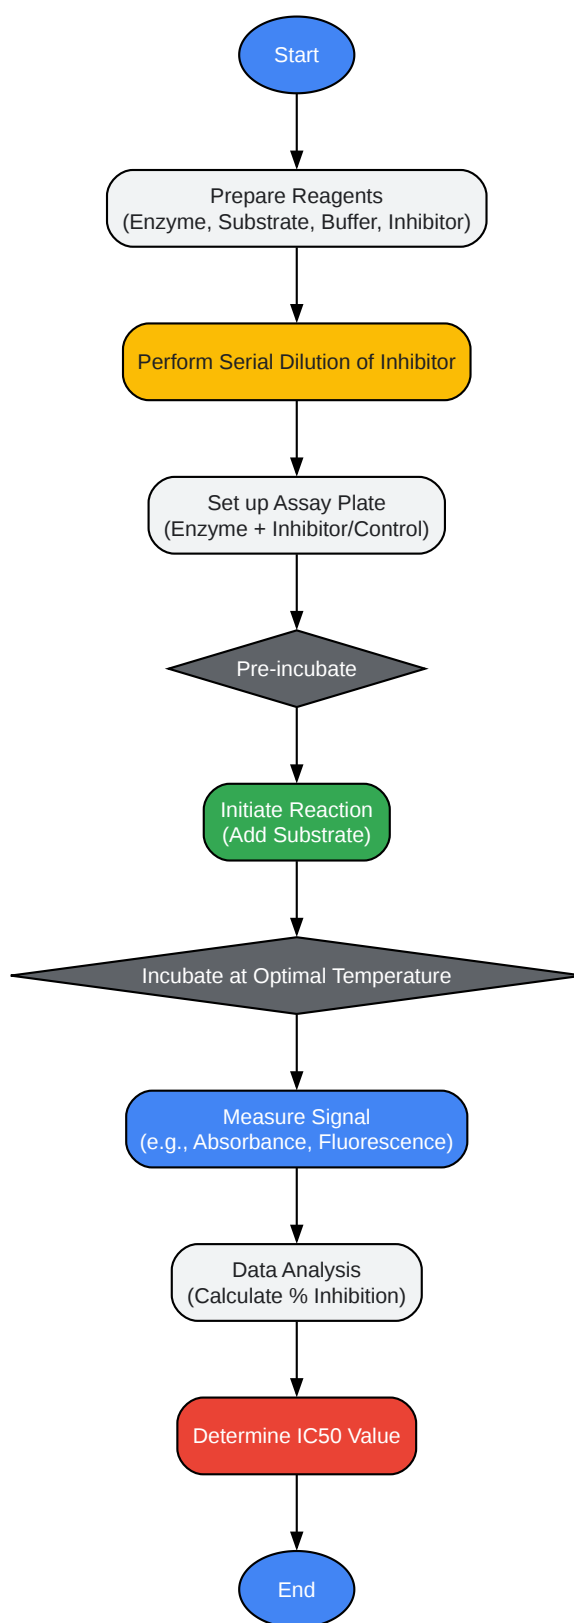 Start
Prepare Reagents
(Enzyme, Substrate, Buffer, Inhibitor)
Perform Serial Dilution of Inhibitor
Set up Assay Plate
(Enzyme + Inhibitor/Control)
Pre-incubate
Initiate Reaction
(Add Substrate)
Incubate at Optimal Temperature
Measure Signal
(e.g., Absorbance, Fluorescence)
Data Analysis
(Calculate % Inhibition)
Determine IC50 Value
End